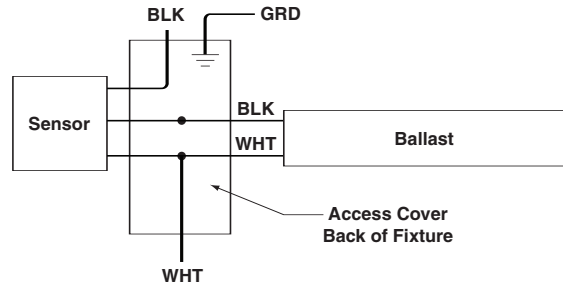 BLK
GRD
Sensor
BLK
WHT
Ballast
Access Cover
Back of Fixture
WHT